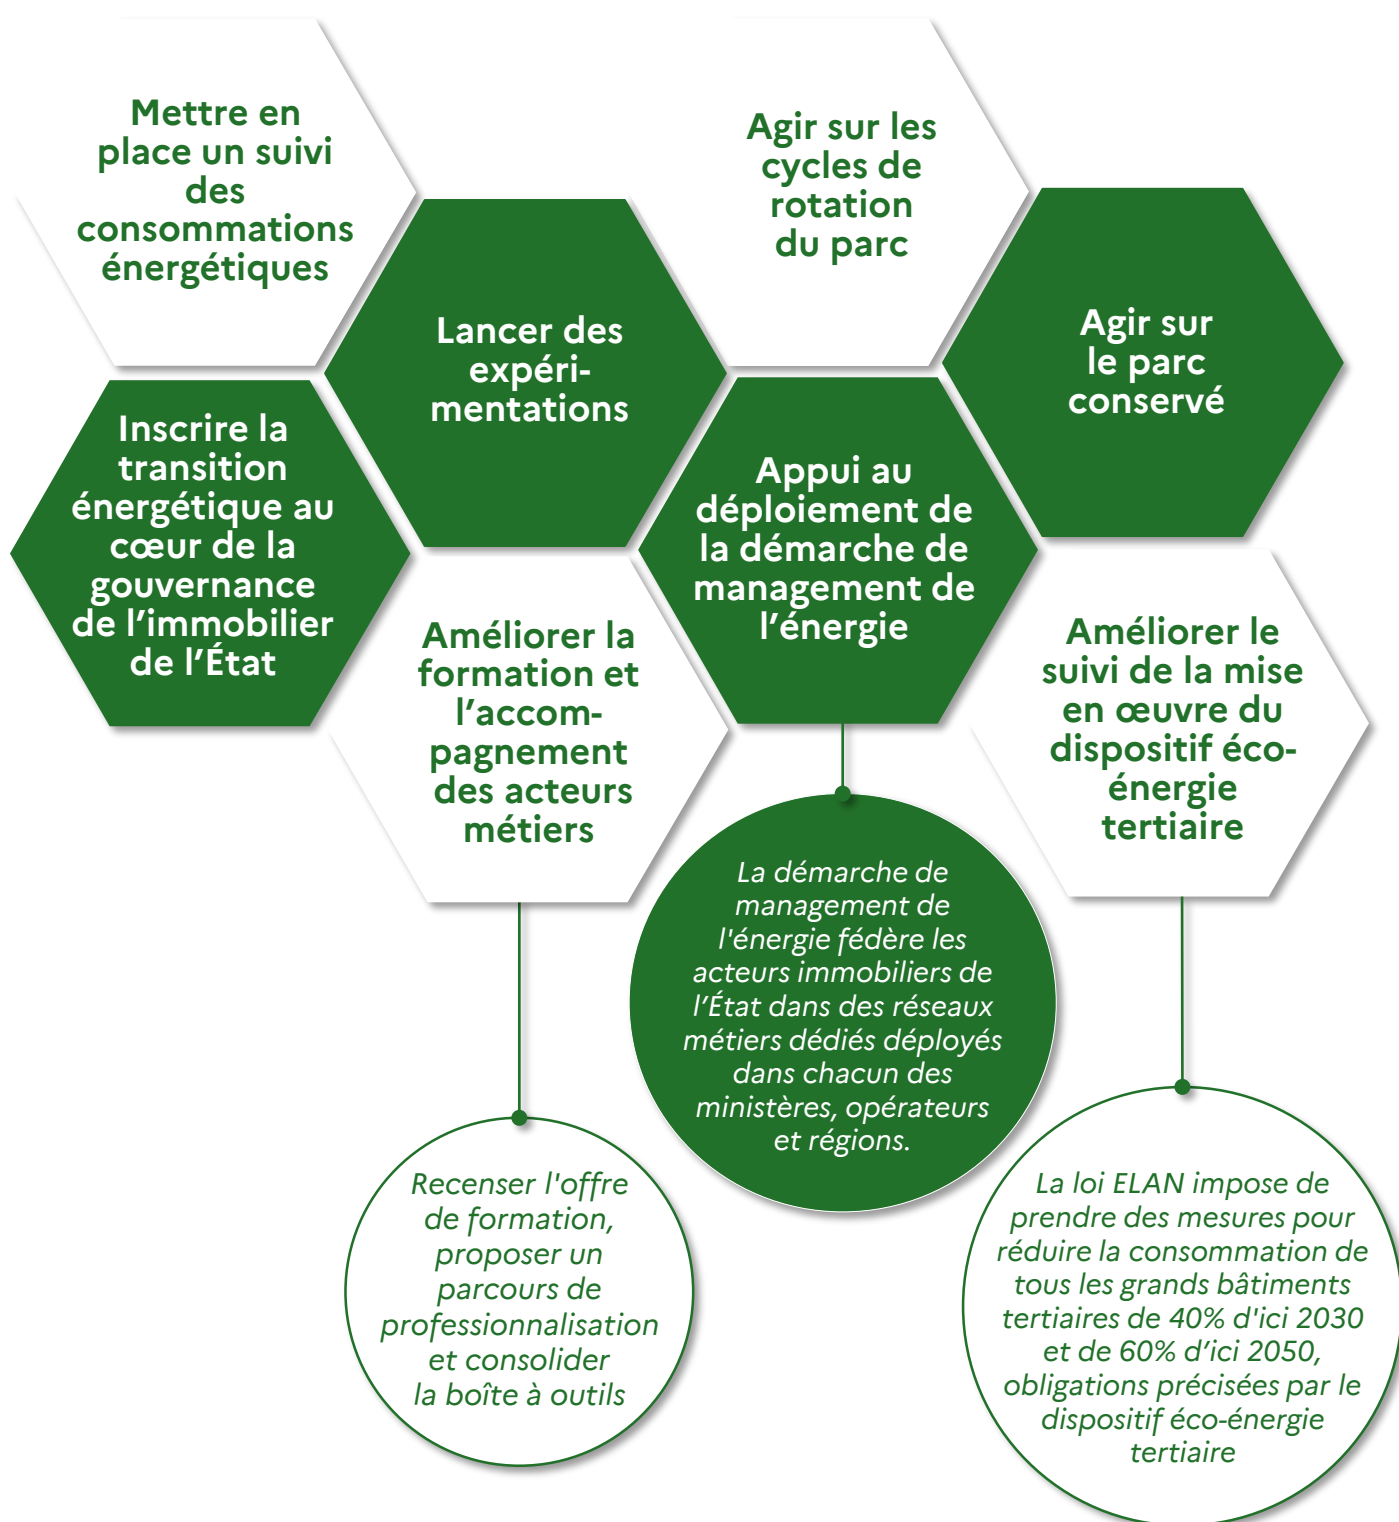 Mettre en
place un suivi
des
consommations
énergétiques
Agir sur les
cycles de
rotation
du parc
Lancer des
expéri-
mentations
Agir sur
le parc
conservé
Inscrire la
transition
énergétique au
cœur de la
gouvernance
de l’immobilier
de l’État
Appui au
déploiement de
la démarche de
management de
l’énergie
Améliorer la
formation et
l’accom-
pagnement
des acteurs
métiers
Améliorer le
suivi de la mise
en œuvre du
dispositif éco-
énergie
tertiaire
La démarche de
management de
l'énergie fédère les
acteurs immobiliers de
l’État dans des réseaux
métiers dédiés déployés
dans chacun des
ministères, opérateurs
et régions.
Recenser l'offre
de formation,
proposer un
parcours de
professionnalisation
et consolider
la boîte à outils
La loi ELAN impose de
prendre des mesures pour
réduire la consommation de
tous les grands bâtiments
tertiaires de 40% d'ici 2030
et de 60% d’ici 2050,
obligations précisées par le
dispositif éco-énergie
tertiaire